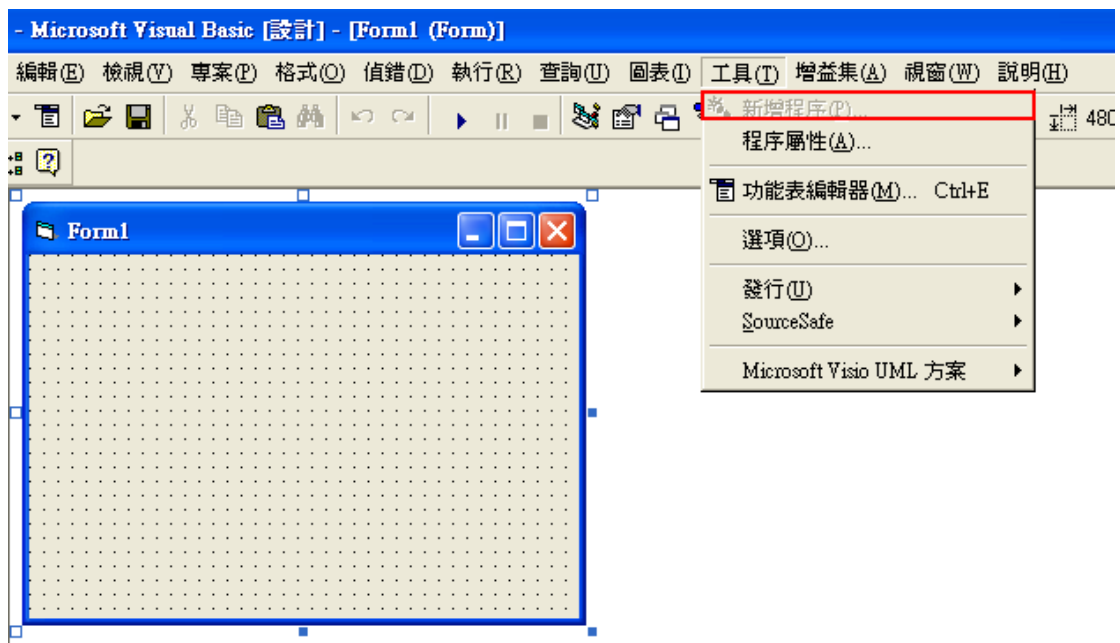 - Microsoft Visual Basic [設計] - [Form1 (Form)]
編輯(E) 檢視(V) 專案(P) 格式(O) 偵錯(D) 執行(R) 查詢(U) 圖表(I) 工具(T) 增益集(A) 視窗(W) 說明(H)
480
新增程序(P)...
程序屬性(A)...
功能表編輯器(M)... Ctrl+E
選項(O)...
發行(U)
SourceSafe
Microsoft Visio UML 方案
Form1